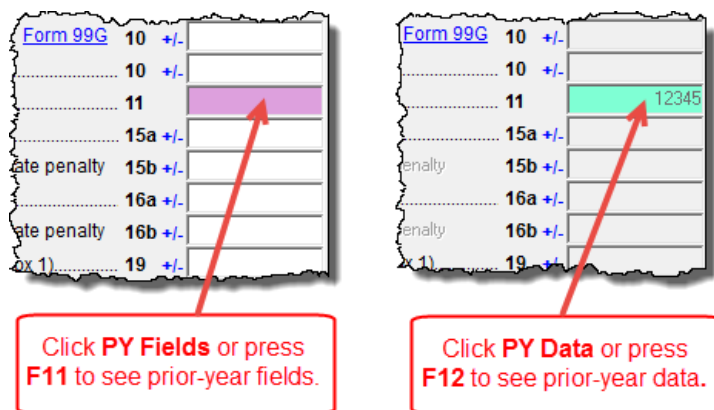 Form 99G 10 +/-
10 +/-
11
15a +/-
ate penalty 15b +/-
16a +/-
ate penalty 16b +/-
ox 1) 19 +/-
Click PY Fields or press
F11 to see prior-year fields.
Form 99G 10 +/-
10 +/-
11 12345
15a +/-
enalty 15b +/-
16a +/-
enalty 16b +/-
x 1) 19 +/-
Click PY Data or press
F12 to see prior-year data.